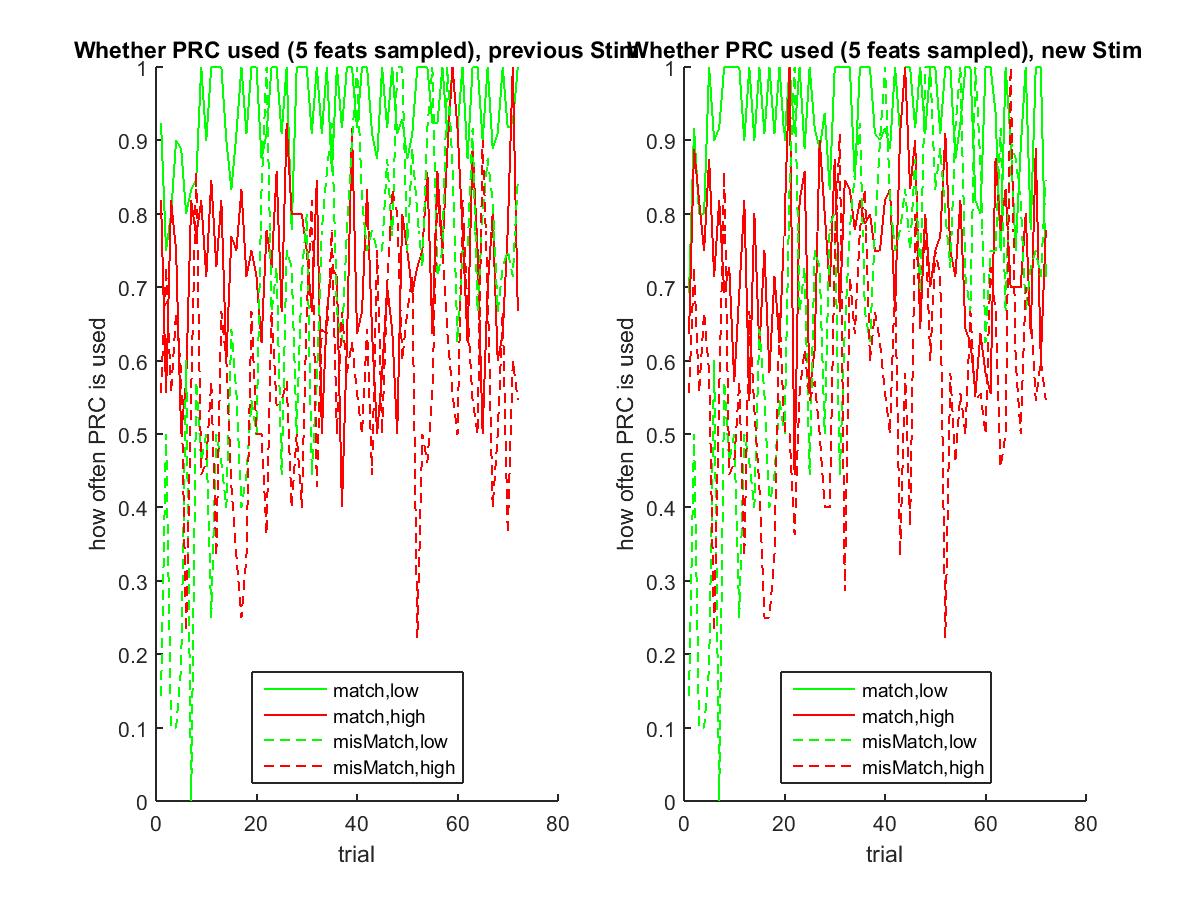 Whether PRC used (5 feats sampled), previous Stim
how often PRC is used
1
0.9
0.8
0.7
0.6
0.5
0.4
0.3
0.2
0.1
0
match,low
match,high
misMatch,low
misMatch,high
0 20 40 60 80
trial
Whether PRC used (5 feats sampled), new Stim
how often PRC is used
1
0.9
0.8
0.7
0.6
0.5
0.4
0.3
0.2
0.1
0
match,low
match,high
misMatch,low
misMatch,high
0 20 40 60 80
trial